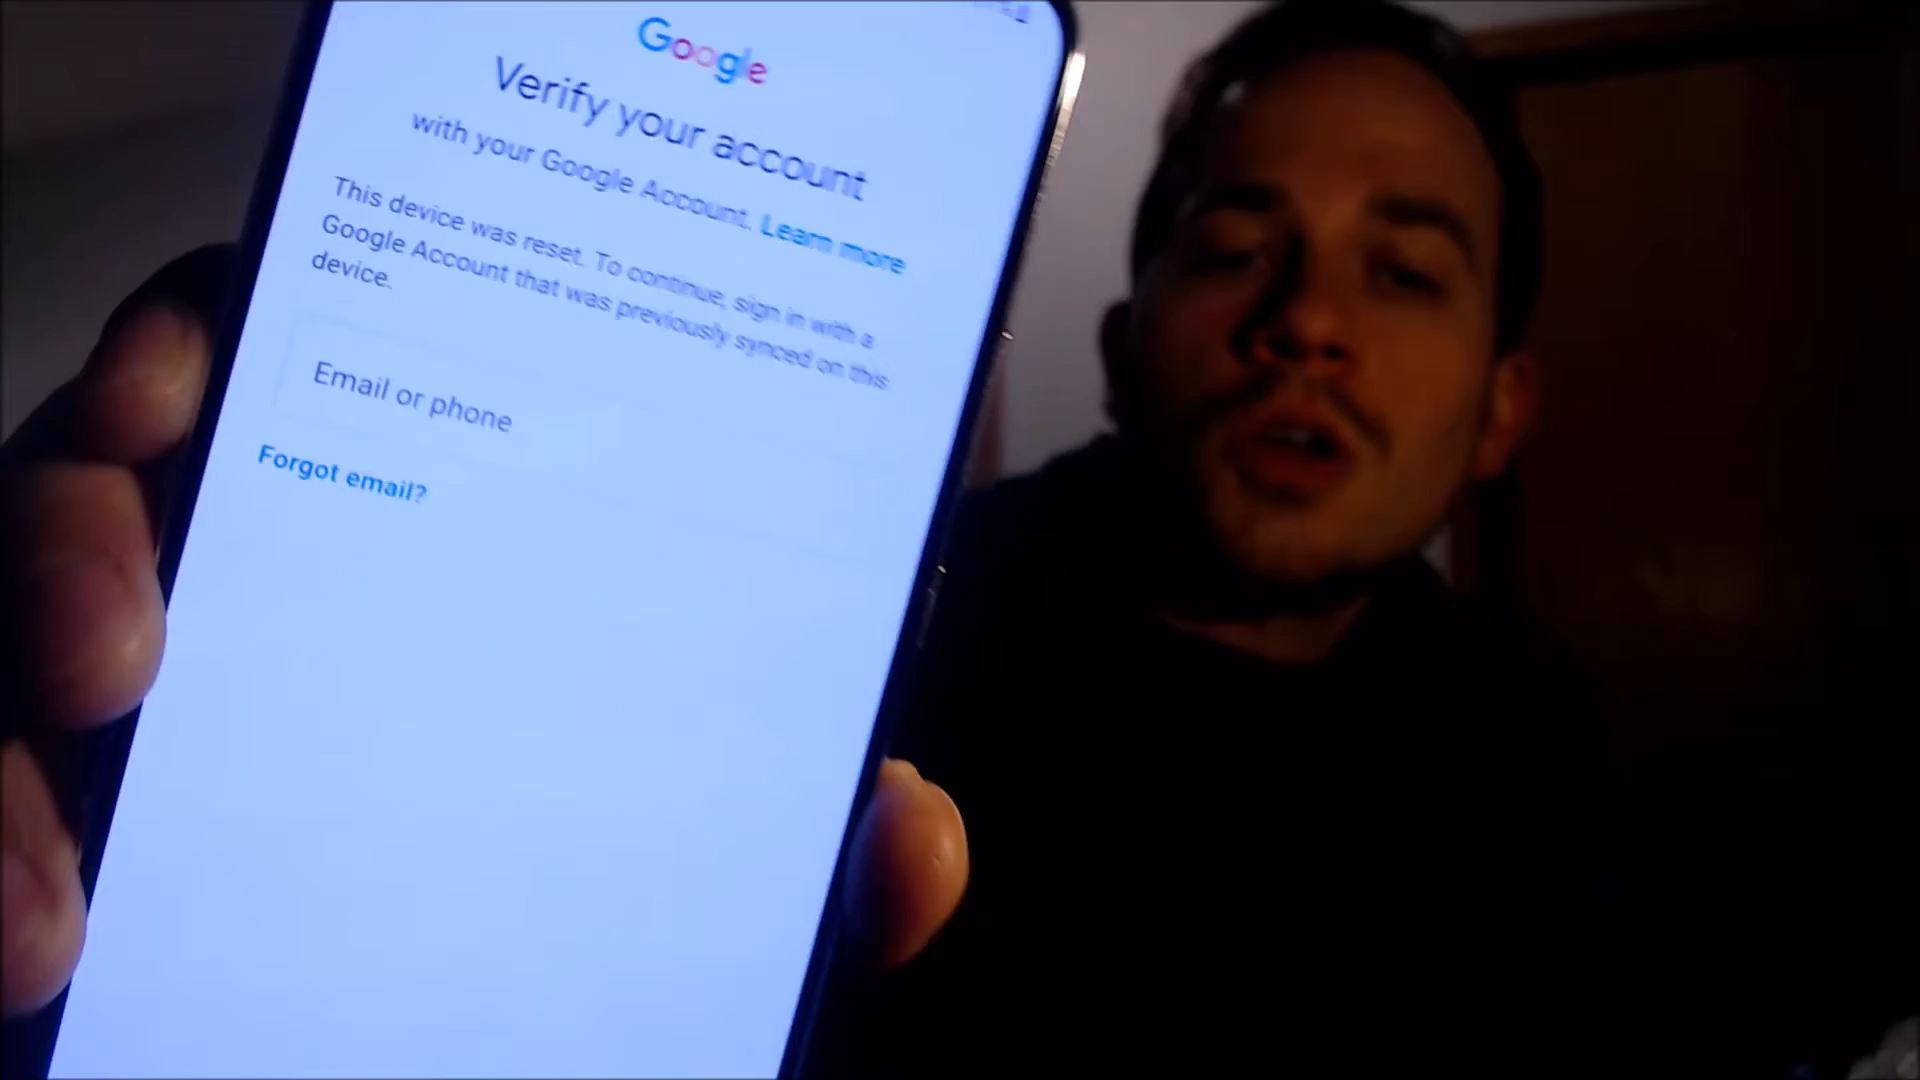 Google
Verify your account
with your Google Account. Learn more
This device was reset. To continue, sign in with a
Google Account that was previously synced on this
device.
Email or phone
Forgot email?